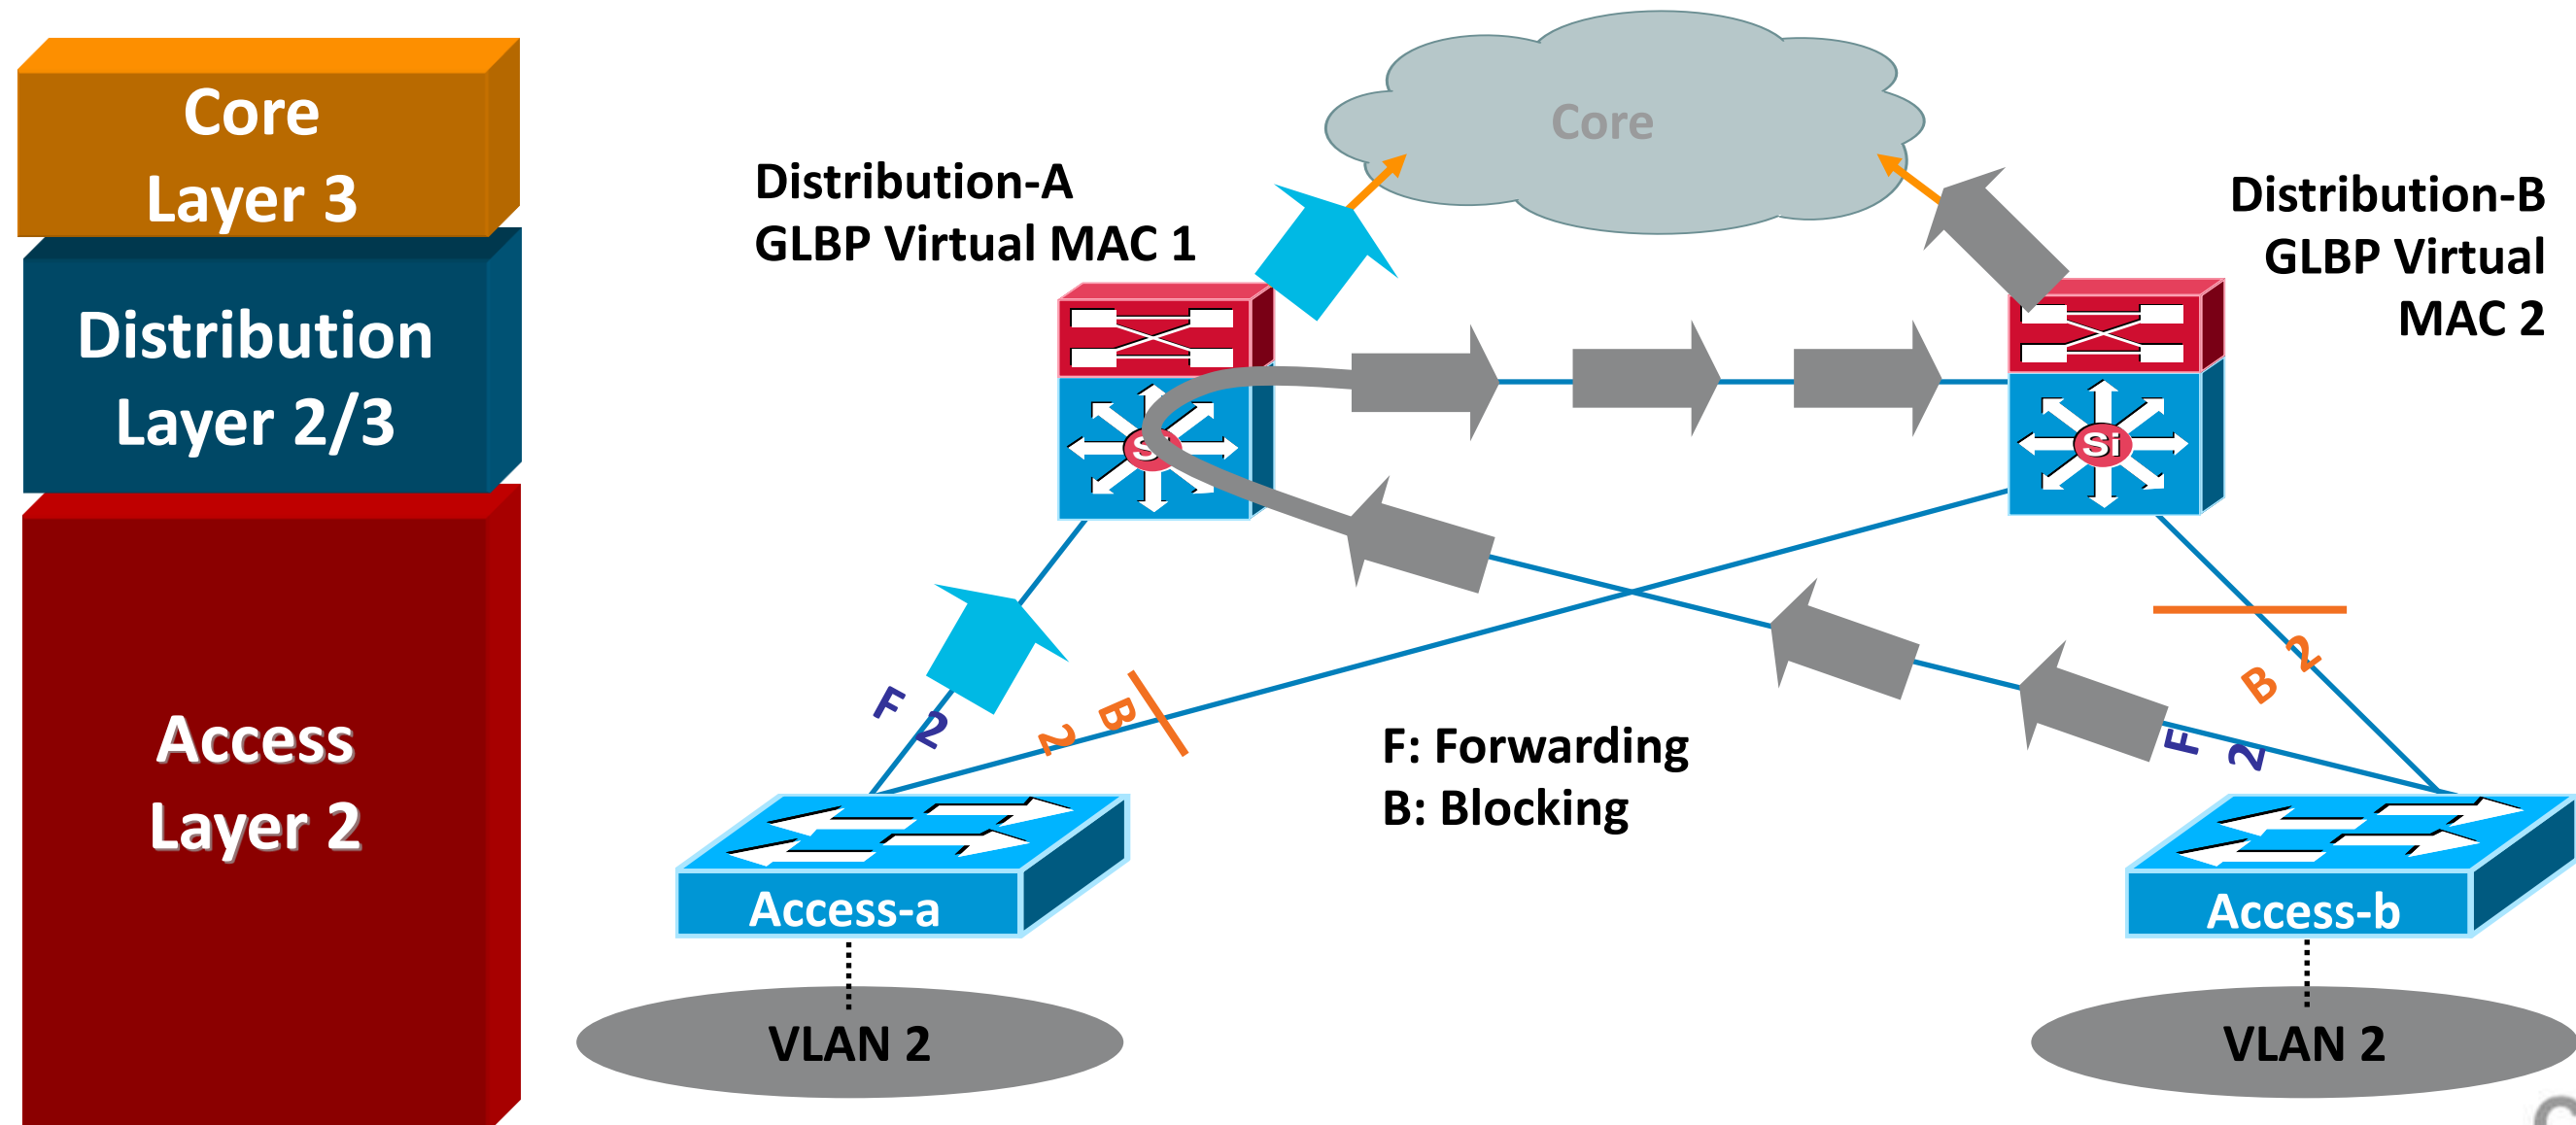 Core
Layer 3
Distribution
Layer 2/3
Access
Layer 2
Core
Distribution-A
GLBP Virtual MAC 1
Distribution-B
GLBP Virtual
MAC 2
Si
F 2
2 B
B 2
F 2
F: Forwarding
B: Blocking
Access-a
Access-b
VLAN 2
VLAN 2